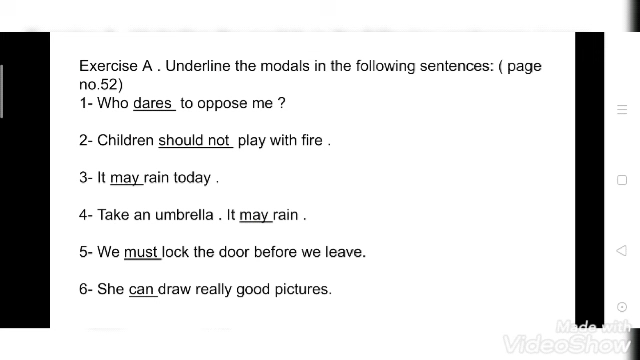 Exercise A . Underline the modals in the following sentences: ( page
no.52)
1- Who dares to oppose me ?
2- Children should not play with fire .
3- It may rain today .
4- Take an umbrella . It may rain .
5- We must lock the door before we leave.
6- She can draw really good pictures.
Made with
VideoShow